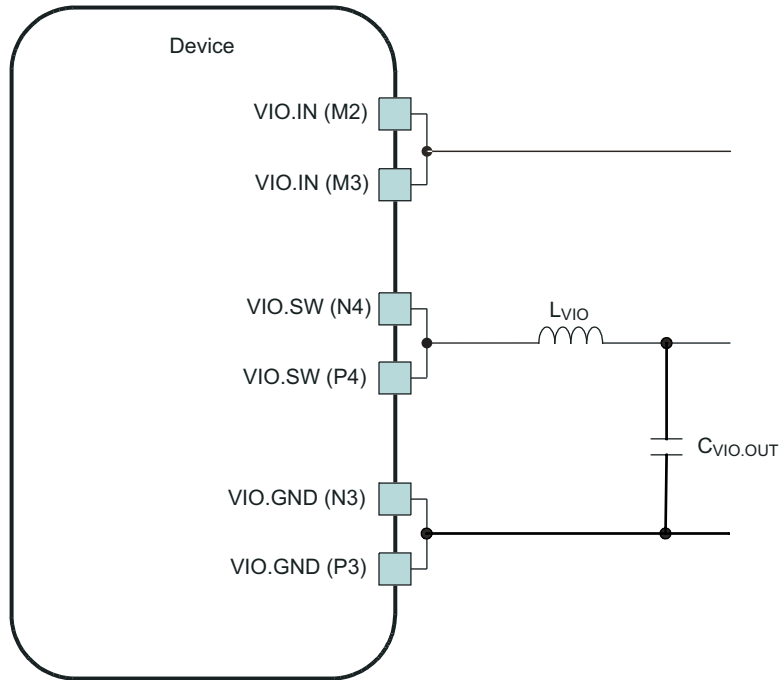 Device
VIO.IN (M2)
VIO.IN (M3)
VIO.SW (N4)
LVIO
VIO.SW (P4)
CVIO.OUT
VIO.GND (N3)
VIO.GND (P3)